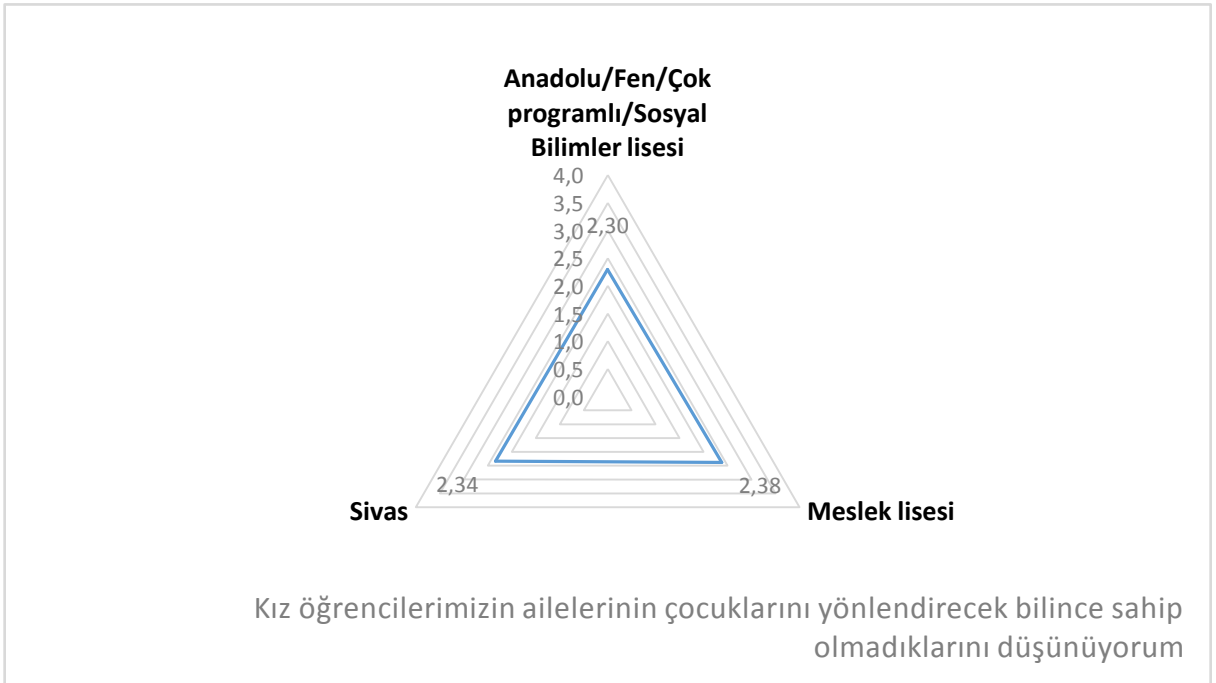 Anadolu/Fen/Çok
programlı/Sosyal
Bilimler lisesi
4,0
3,5
3,0
2,30
2,5
2,0
1,5
1,0
0,5
0,0
2,34
2,38
Sivas
Meslek lisesi
Kız öğrencilerimizin ailelerinin çocuklarını yönlendirecek bilince sahip
olmadıklarını düşünüyorum